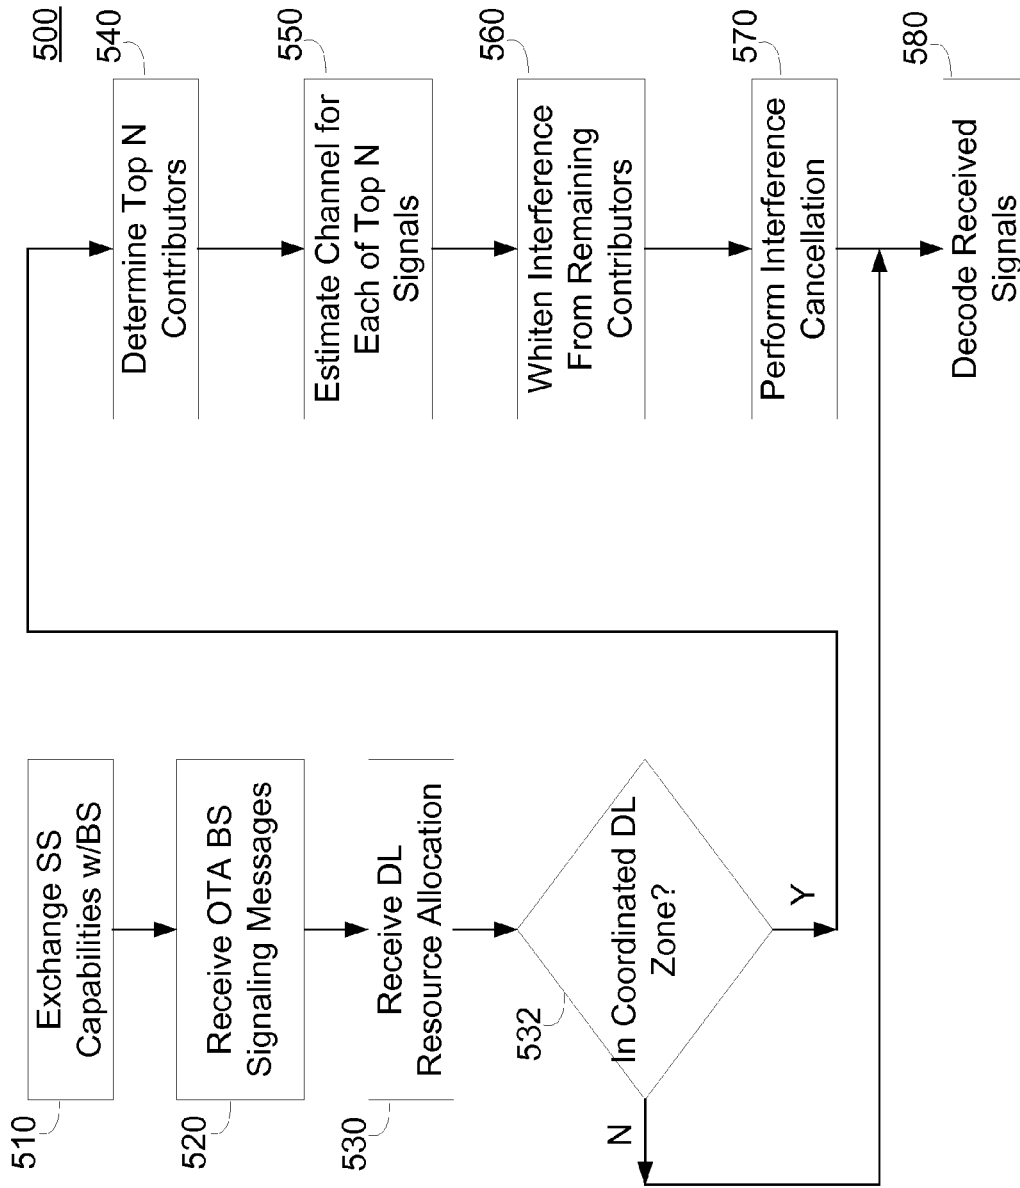 500
510
Exchange SS
Capabilities w/BS
520
Receive OTA BS
Signaling Messages
530
Receive DL
Resource Allocation
532
In Coordinated DL
Zone?
N
Y
540
Determine Top N
Contributors
550
Estimate Channel for
Each of Top N
Signals
560
Whiten Interference
From Remaining
Contributors
570
Perform Interference
Cancellation
580
Decode Received
Signals